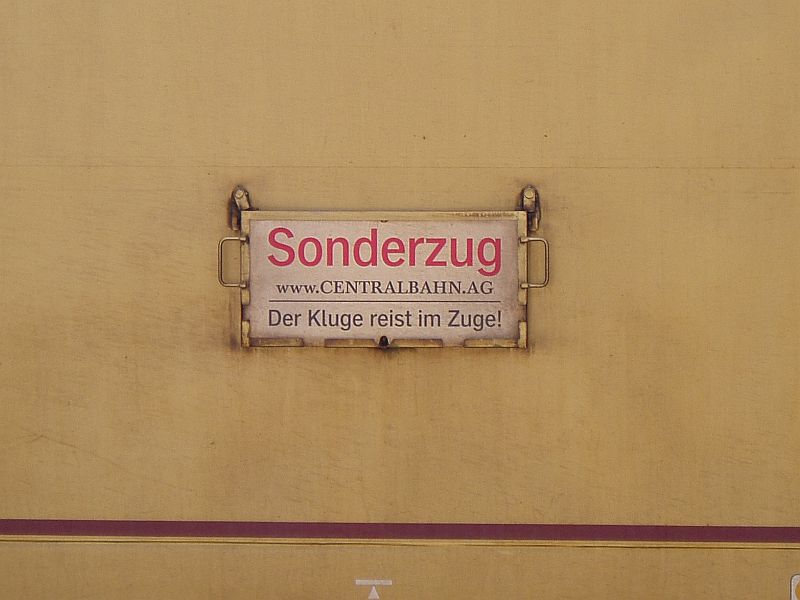 Sonderzug
www.CENTRALBAHN.AG
Der Kluge reist im Zuge!